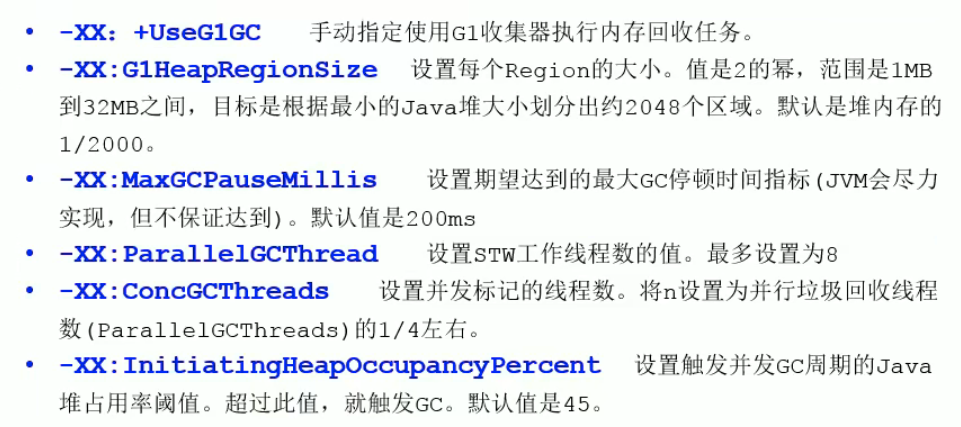 • -XX：+UseG1GC 手动指定使用G1收集器执行内存回收任务。
• -XX:G1HeapRegionSize 设置每个Region的大小。值是2的幂，范围是1MB
到32MB之间，目标是根据最小的Java堆大小划分出约2048个区域。默认是堆内存的
1/2000。
• -XX:MaxGCPauseMillis 设置期望达到的最大GC停顿时间指标(JVM会尽力
实现，但不保证达到)。默认值是200ms
• -XX:ParallelGCThread 设置STW工作线程数的值。最多设置为8
• -XX:ConcGCThreads 设置并发标记的线程数。将n设置为并行垃圾回收线程
数(ParallelGCThreads)的1/4左右。
• -XX:InitiatingHeapOccupancyPercent 设置触发并发GC周期的Java
堆占用率阈值。超过此值，就触发GC。默认值是45。